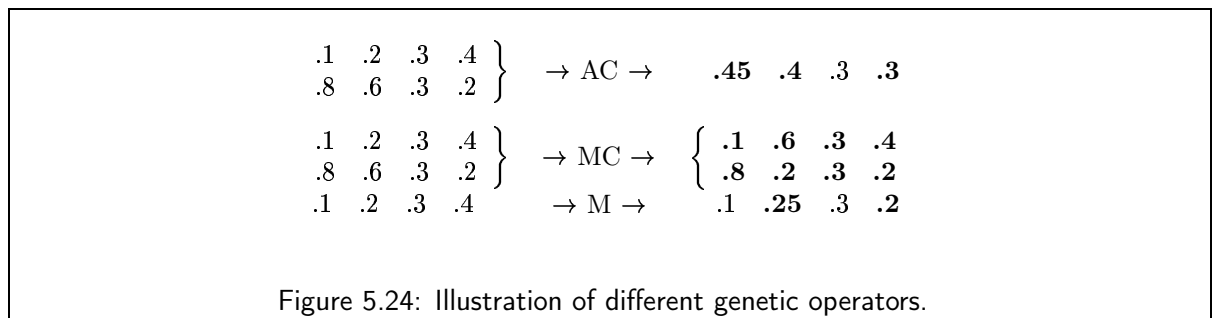 .1 .2 .3 .4 } → AC → .45 .4 .3 .3
.8 .6 .3 .2
.1 .2 .3 .4 } → MC → { .1 .6 .3 .4
.8 .6 .3 .2 .8 .2 .3 .2
.1 .2 .3 .4 → M → .1 .25 .3 .2
Figure 5.24: Illustration of different genetic operators.